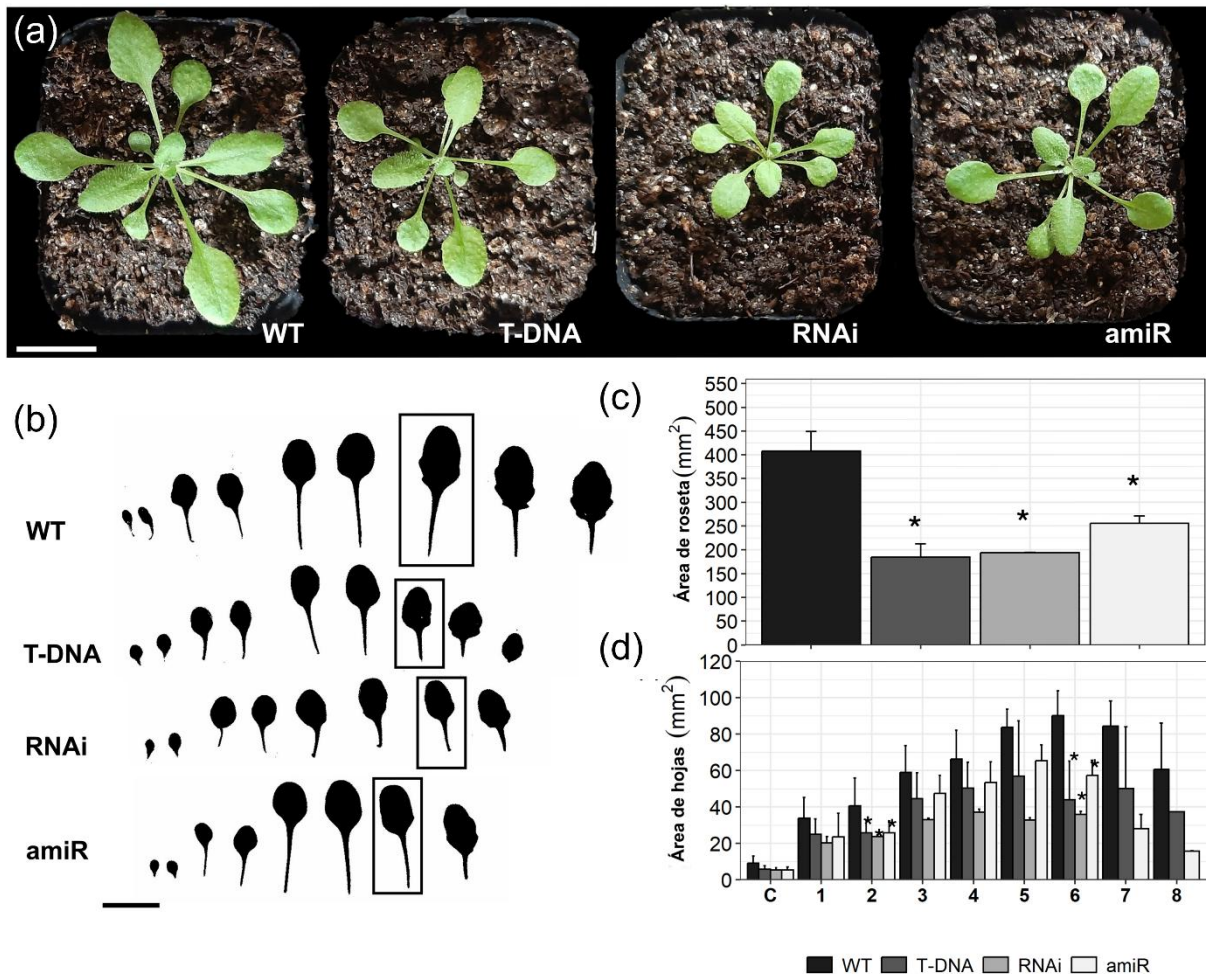 (a)
WT T-DNA RNAi amiR
(b)
WT
T-DNA
RNAi
amiR
(c)
Área de roseta (mm²)
550
500
450
400
350
300
250
200
150
100
50
0
* * *
(d)
Área de hojas (mm²)
120
100
80
60
40
20
0
* * * * * *
C 1 2 3 4 5 6 7 8
WT T-DNA RNAi amiR